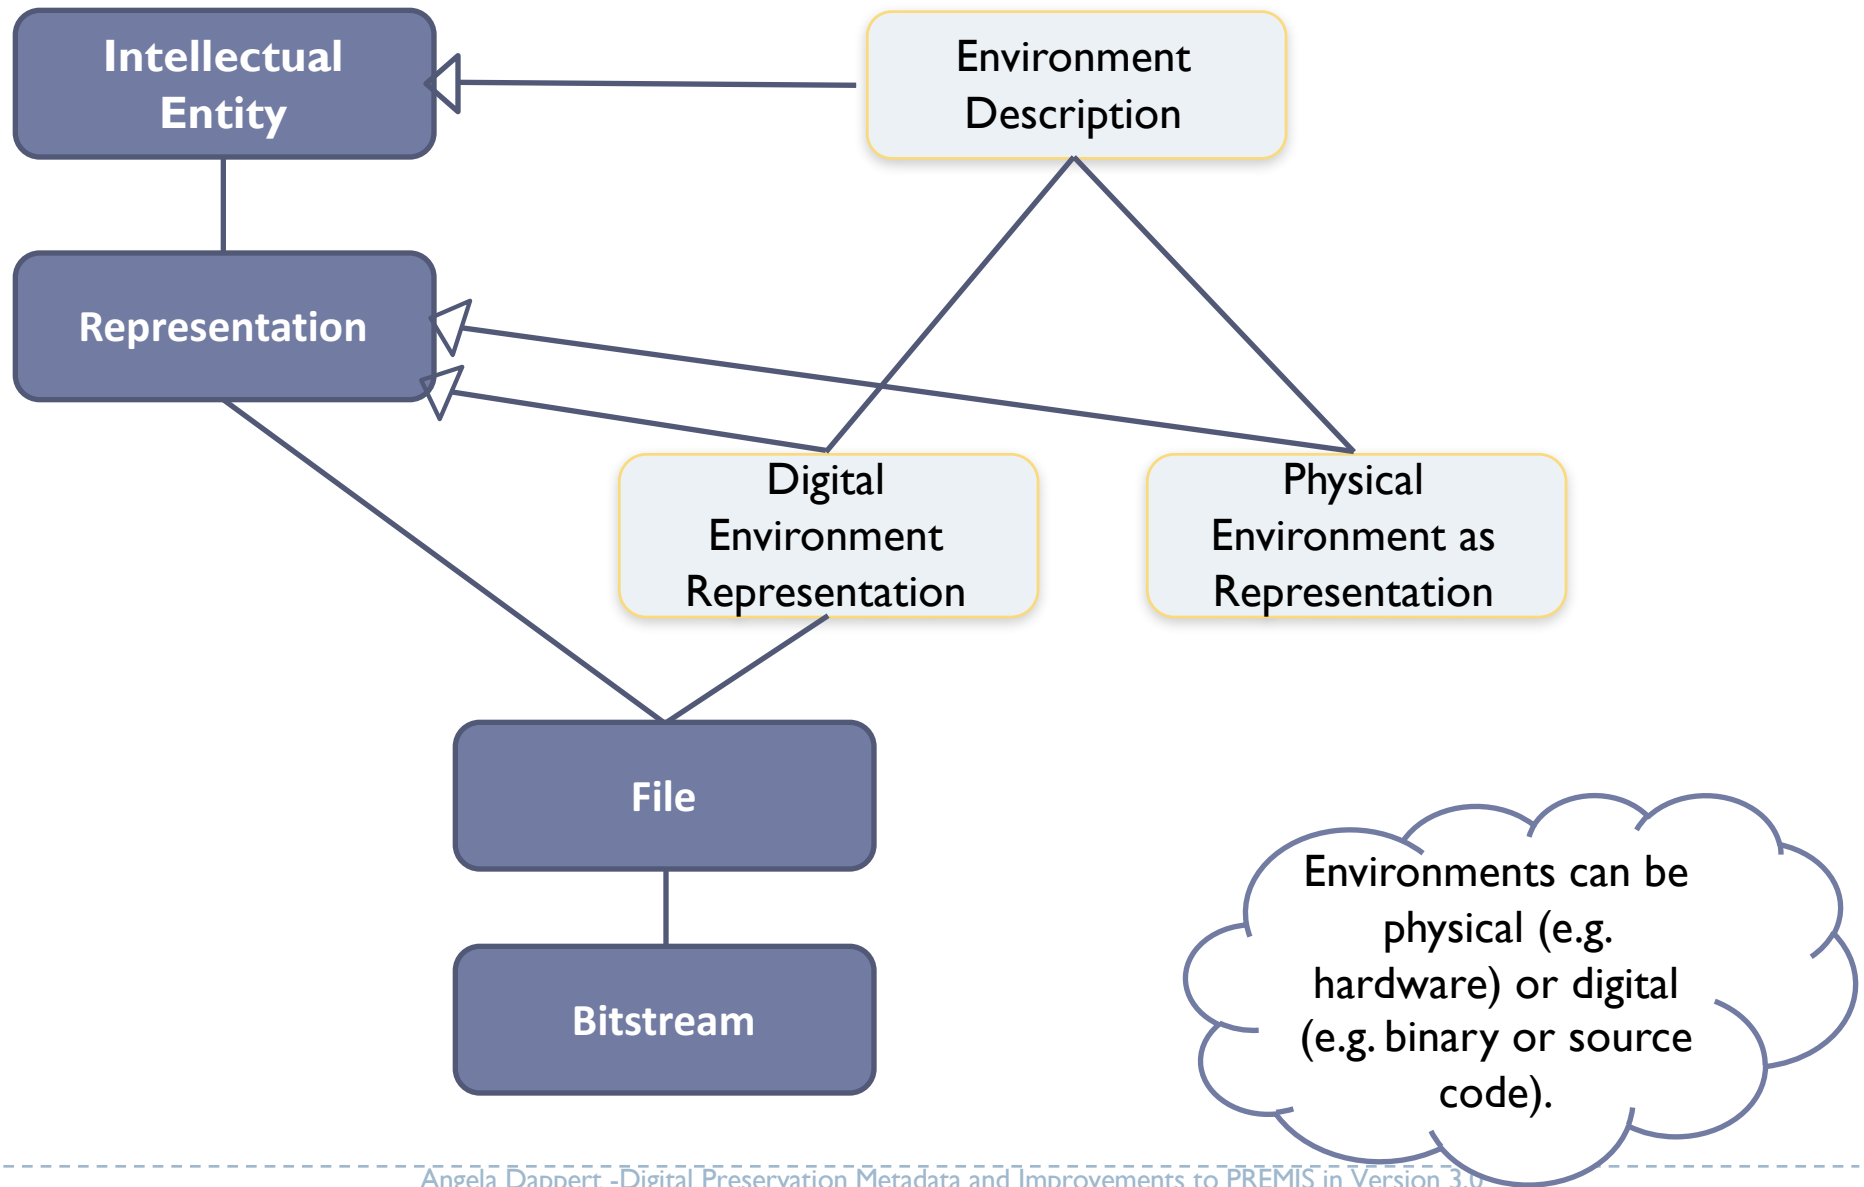 Intellectual
Entity
Environment
Description
Representation
Digital
Environment
Representation
Physical
Environment as
Representation
File
Bitstream
Environments can be
physical (e.g.
hardware) or digital
(e.g. binary or source
code).
Angela Dappert -Digital Preservation Metadata and Improvements to PREMIS in Version 3.0